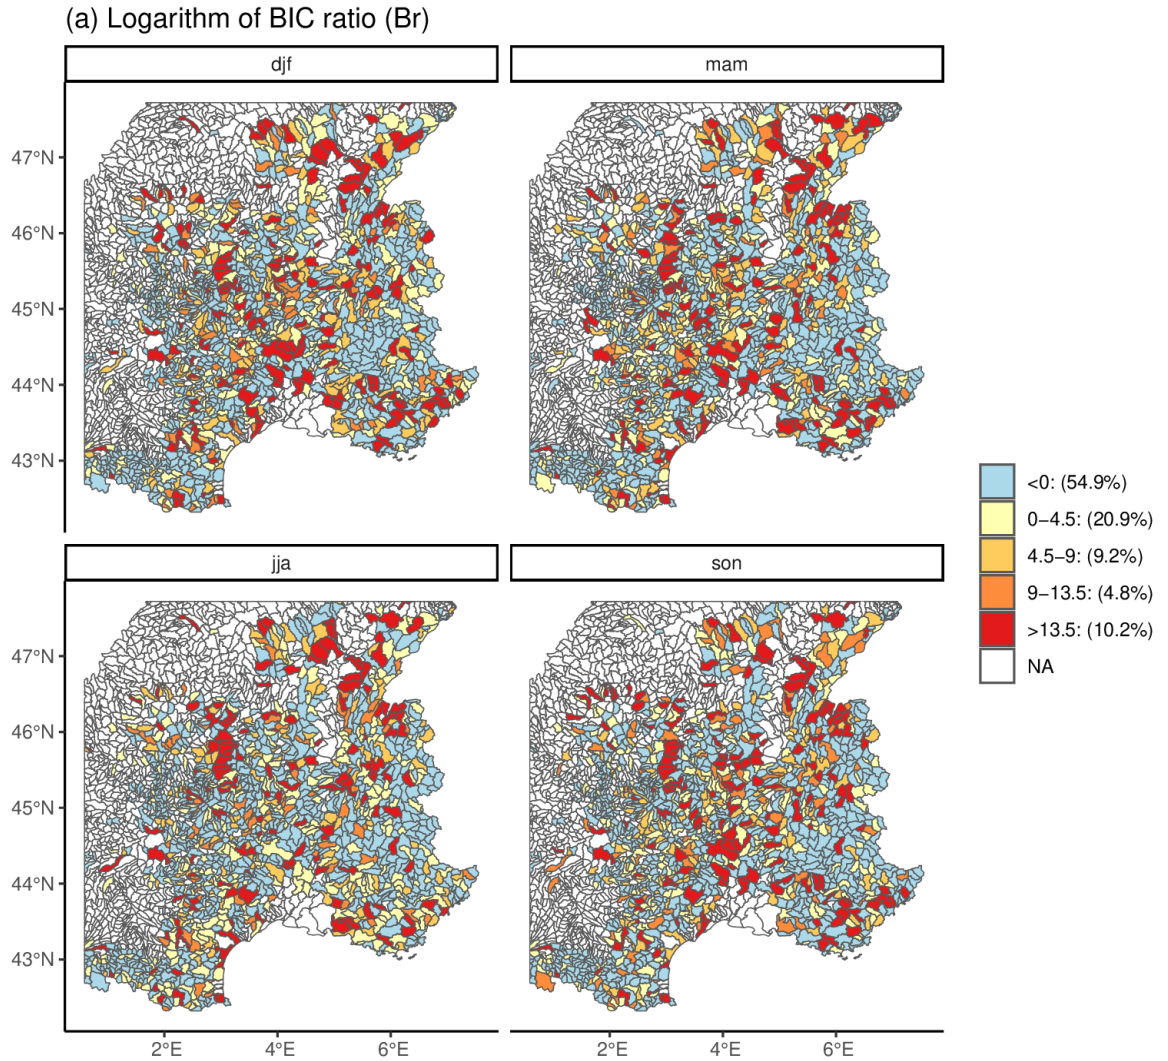 (a) Logarithm of BIC ratio (Br)
djf
mam
47°N
46°N
45°N
44°N
43°N
<0: (54.9%)
0−4.5: (20.9%)
4.5−9: (9.2%)
9−13.5: (4.8%)
>13.5: (10.2%)
NA
jja
son
47°N
46°N
45°N
44°N
43°N
2°E 4°E 6°E 2°E 4°E 6°E